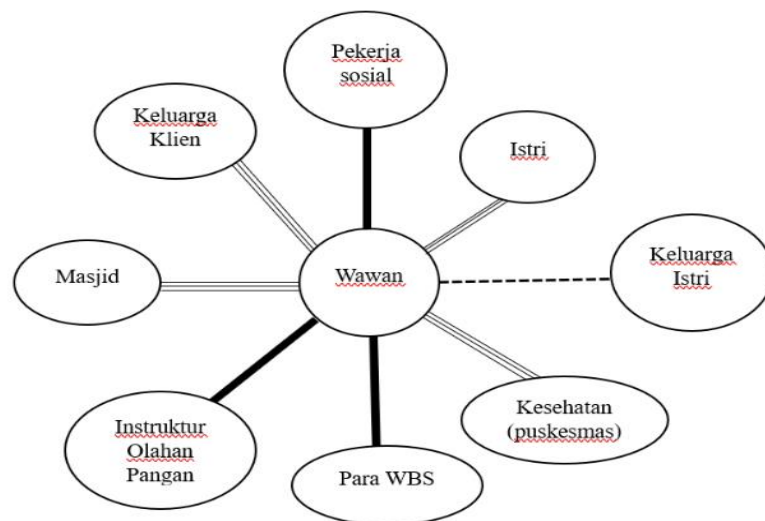 Pekerja
sosial
Keluarga
Klien
Istri
Masjid
Wawan
Keluarga
Istri
Instruktur
Olahan
Pangan
Para WBS
Kesehatan
(puskesmas)